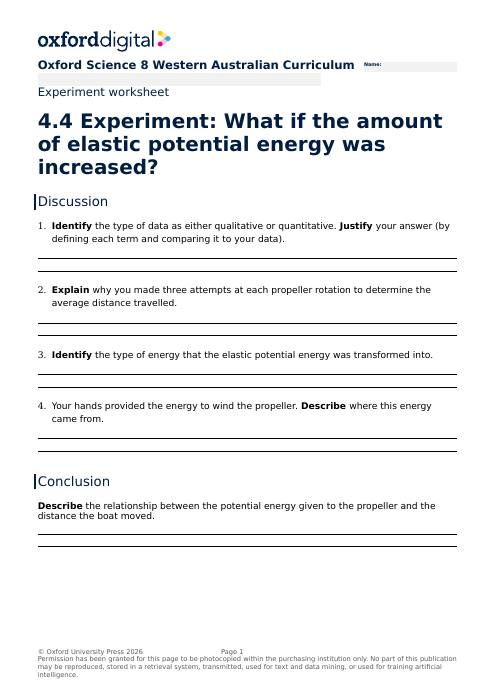 oxforddigital
Oxford Science 8 Western Australian Curriculum
Name:
Experiment worksheet
4.4 Experiment: What if the amount
of elastic potential energy was
increased?
Discussion
1. Identify the type of data as either qualitative or quantitative. Justify your answer (by
defining each term and comparing it to your data).
2. Explain why you made three attempts at each propeller rotation to determine the
average distance travelled.
3. Identify the type of energy that the elastic potential energy was transformed into.
4. Your hands provided the energy to wind the propeller. Describe where this energy
came from.
Conclusion
Describe the relationship between the potential energy given to the propeller and the
distance the boat moved.
© Oxford University Press 2026 Page 1
Permission has been granted for this page to be photocopied within the purchasing institution only. No part of this publication
may be reproduced, stored in a retrieval system, transmitted, used for text and data mining, or used for training artificial
intelligence.